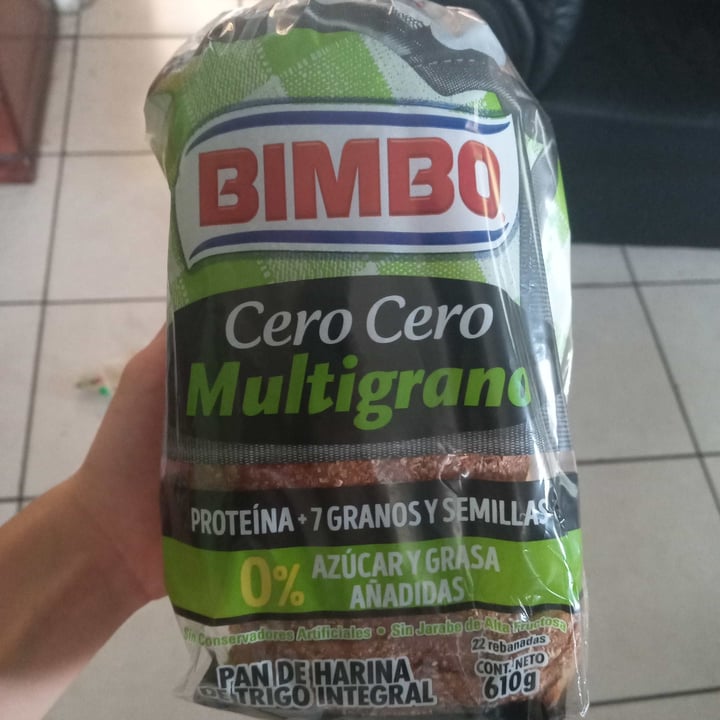 BIMBO
Cero Cero
Multigrano
PROTEÍNA + 7 GRANOS Y SEMILLAS
0% AZÚCAR Y GRASA
AÑADIDAS
Sin Conservadores Artificiales • Sin Jarabe de Alta Fructosa
22 rebanadas
CONT. NETO
610g
PAN DE HARINA
DE TRIGO INTEGRAL